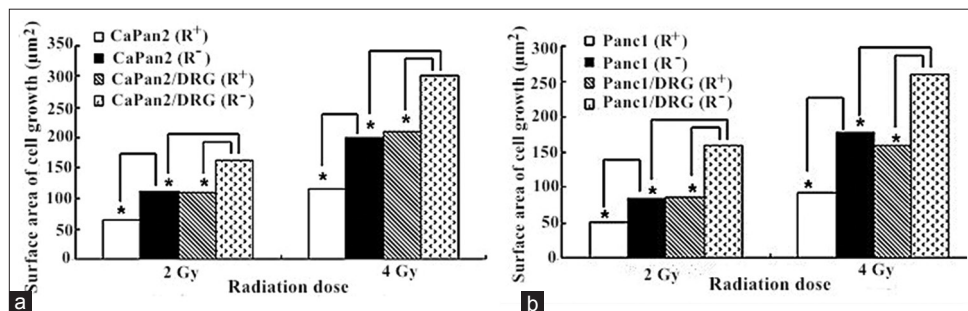 Surface area of cell growth (µm²)
350
300
250
200
150
100
50
0
CaPan2 (R⁺)
CaPan2 (R⁻)
CaPan2/DRG (R⁺)
CaPan2/DRG (R⁻)
*
*
*
*
*
*
2 Gy
4 Gy
Radiation dose
a
Surface area of cell growth (µm²)
300
250
200
150
100
50
0
Panc1 (R⁺)
Panc1 (R⁻)
Panc1/DRG (R⁺)
Panc1/DRG (R⁻)
*
*
*
*
*
*
2 Gy
4 Gy
Radiation dose
b